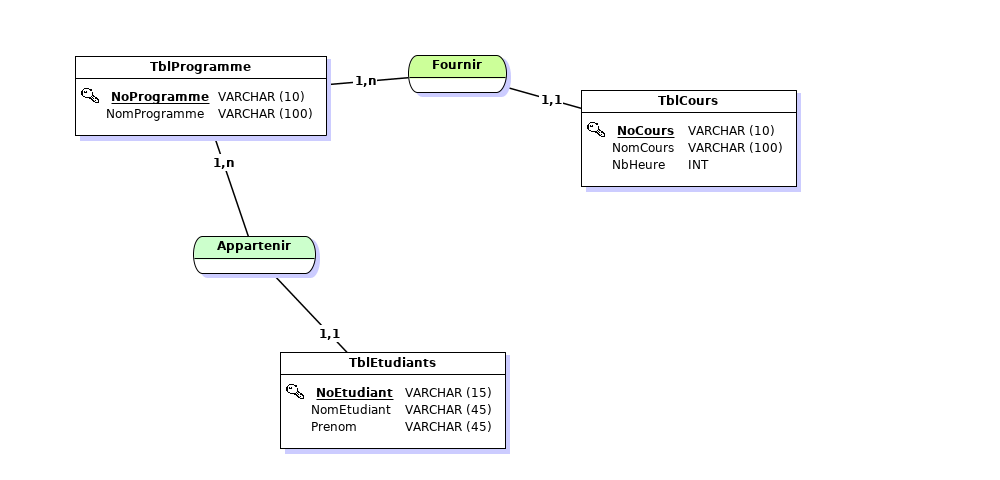 TblProgramme
NoProgramme VARCHAR (10)
NomProgramme VARCHAR (100)
1,n
Fournir
1,1
TblCours
NoCours VARCHAR (10)
NomCours VARCHAR (100)
NbHeure INT
1,n
Appartenir
1,1
TblEtudiants
NoEtudiant VARCHAR (15)
NomEtudiant VARCHAR (45)
Prenom VARCHAR (45)